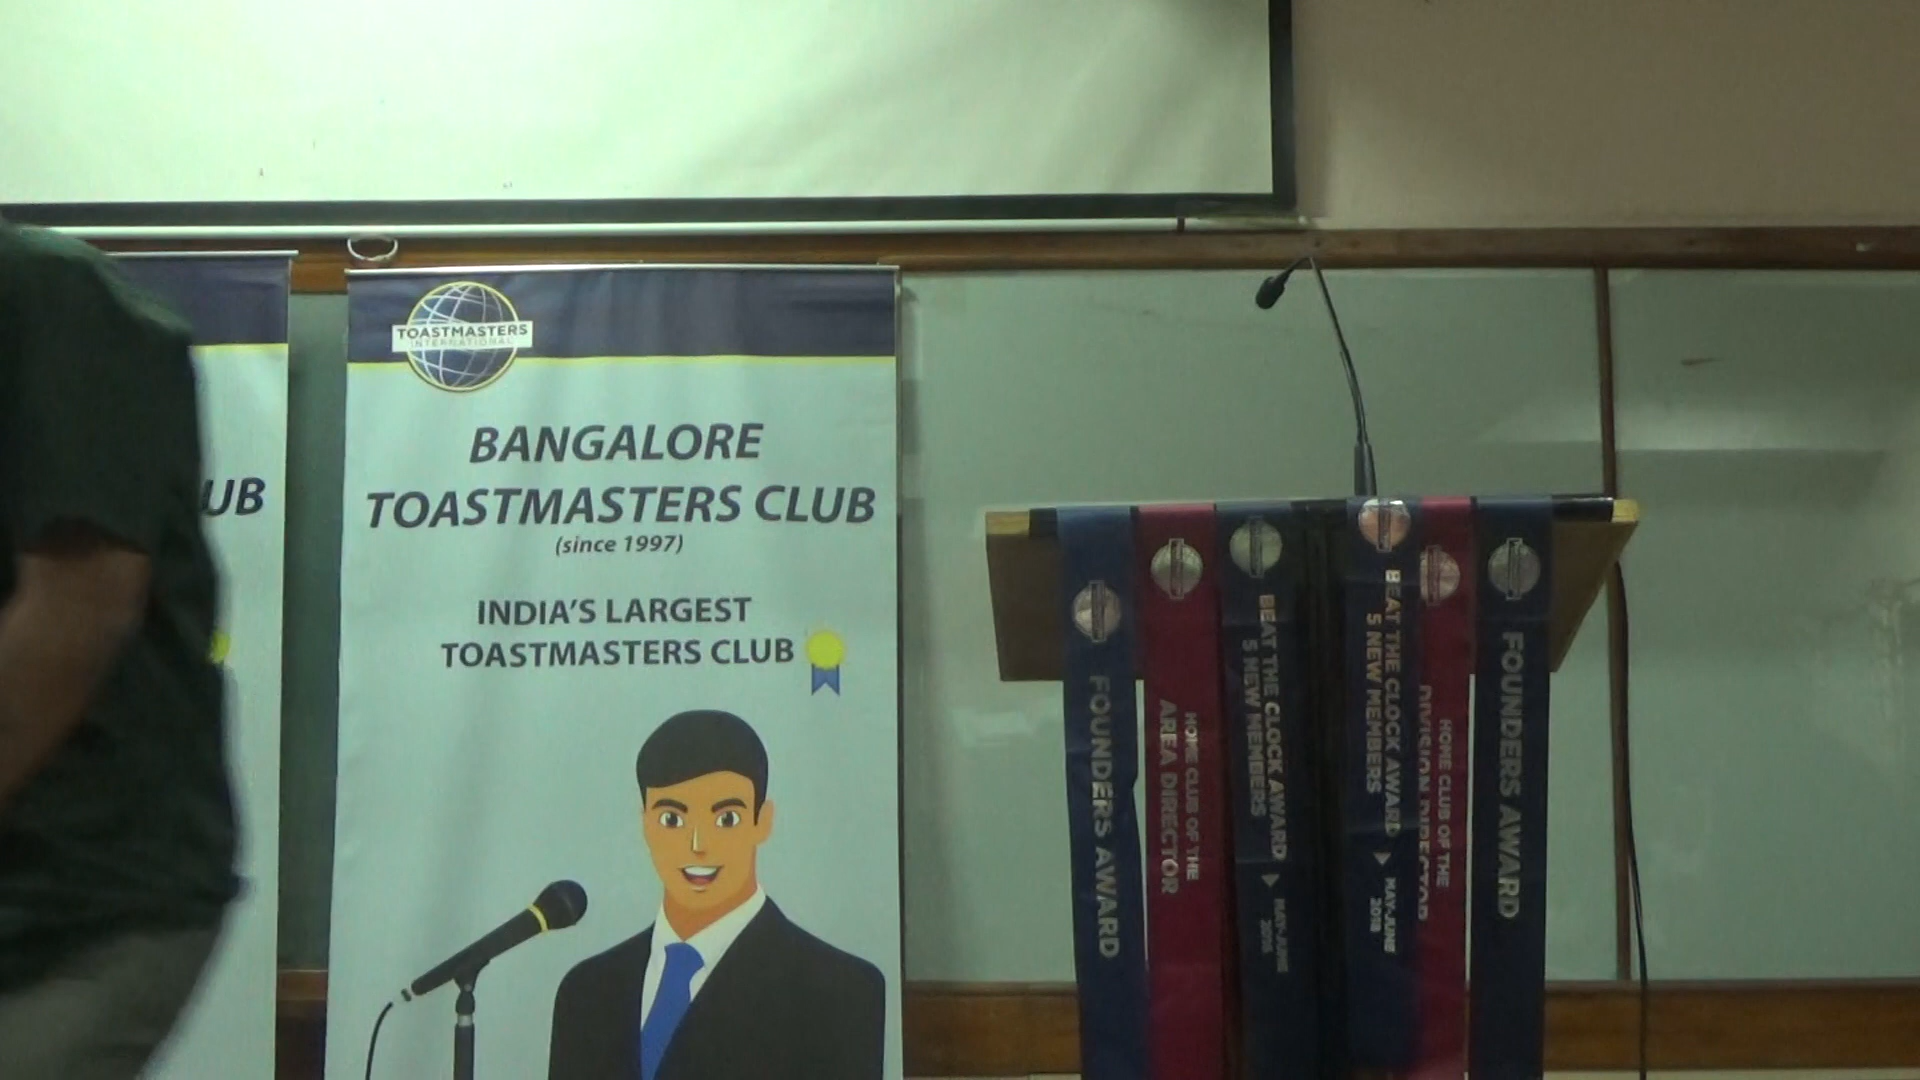 UB
TOASTMASTERS
INTERNATIONAL
BANGALORE
TOASTMASTERS CLUB
(since 1997)
INDIA'S LARGEST
TOASTMASTERS CLUB
FOUNDERS AWARD
HOME CLUB OF THE
AREA DIRECTOR
BEAT THE CLOCK AWARD
5 NEW MEMBERS
MAY-JUNE
BEAT THE CLOCK AWARD
5 NEW MEMBERS
MAY-JUNE
2018
HOME CLUB OF THE
DIVISION DIRECTOR
FOUNDERS AWARD